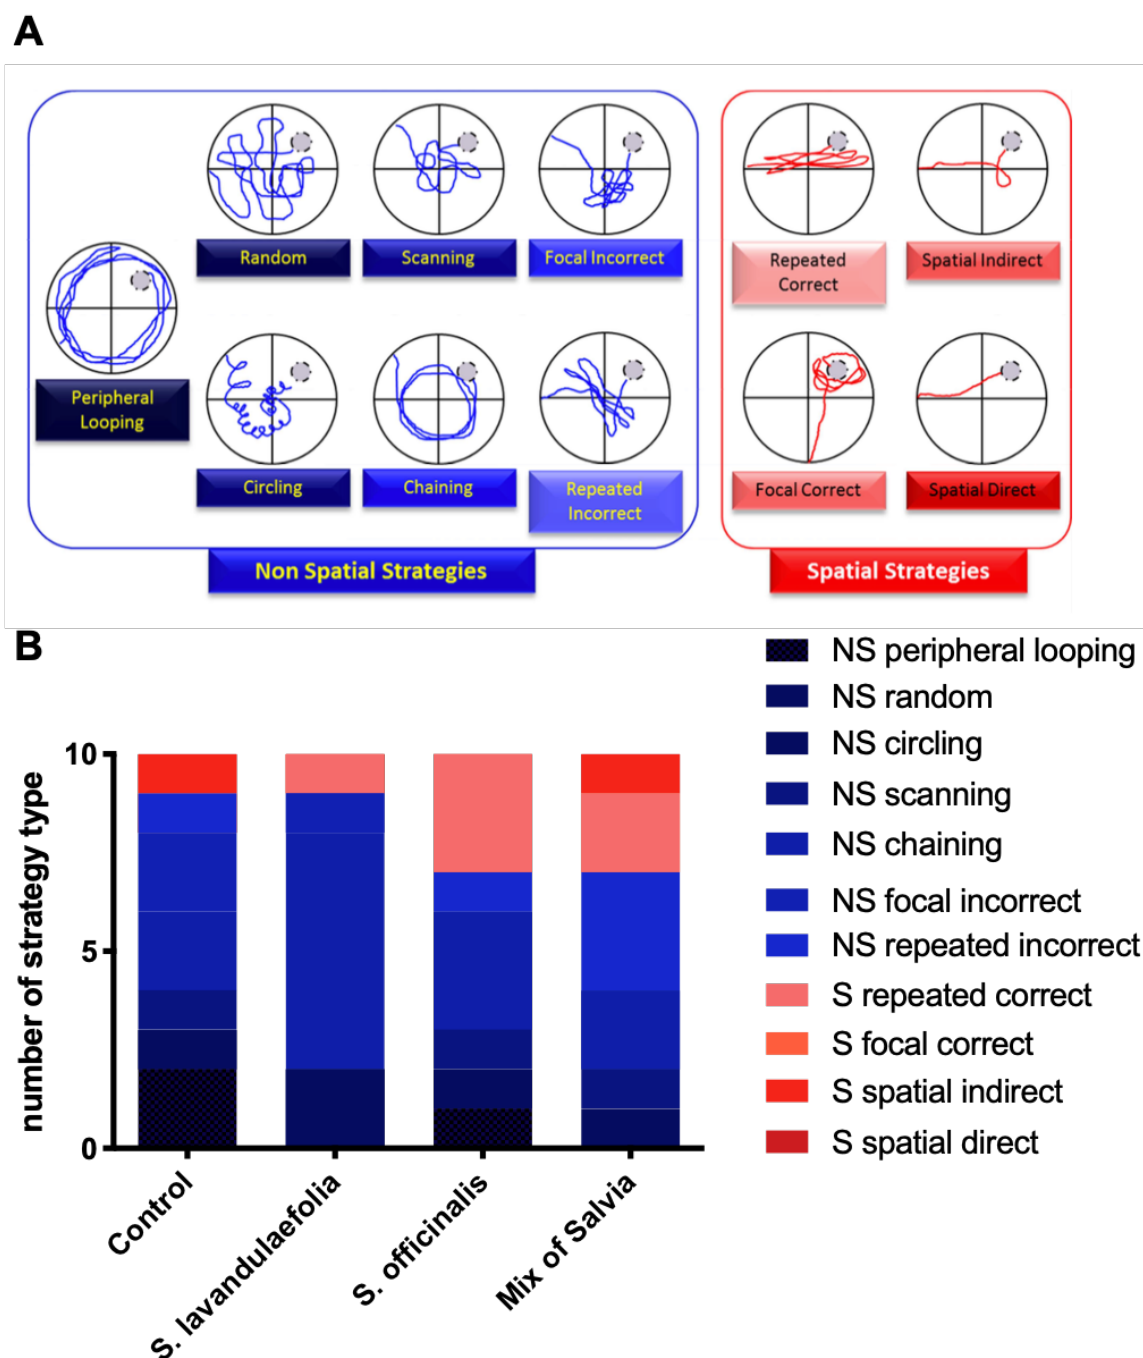 A
Random
Scanning
Focal Incorrect
Repeated
Correct
Spatial Indirect
Peripheral
Looping
Circling
Chaining
Repeated
Incorrect
Focal Correct
Spatial Direct
Non Spatial Strategies
Spatial Strategies
B
NS peripheral looping
NS random
NS circling
NS scanning
NS chaining
NS focal incorrect
NS repeated incorrect
S repeated correct
S focal correct
S spatial indirect
S spatial direct
number of strategy type
10
5
0
Control
S. lavandulaefolia
S. officinalis
Mix of Salvia